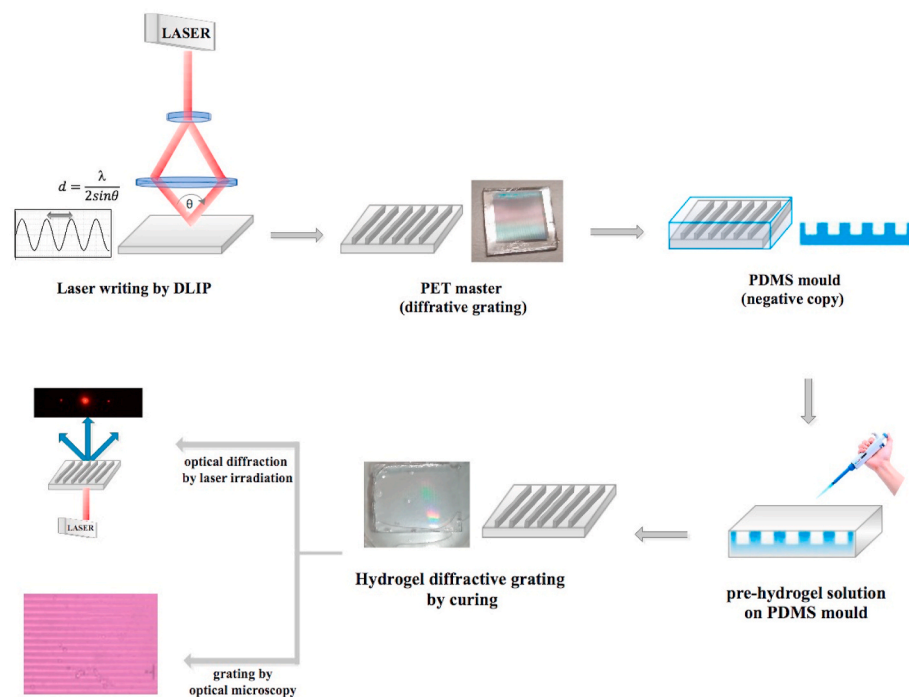 LASER
d = λ / 2sinθ
θ
Laser writing by DLIP
PET master
(diffrative grating)
PDMS mould
(negative copy)
optical diffraction
by laser irradiation
LASER
Hydrogel diffractive grating
by curing
pre-hydrogel solution
on PDMS mould
grating by
optical microscopy